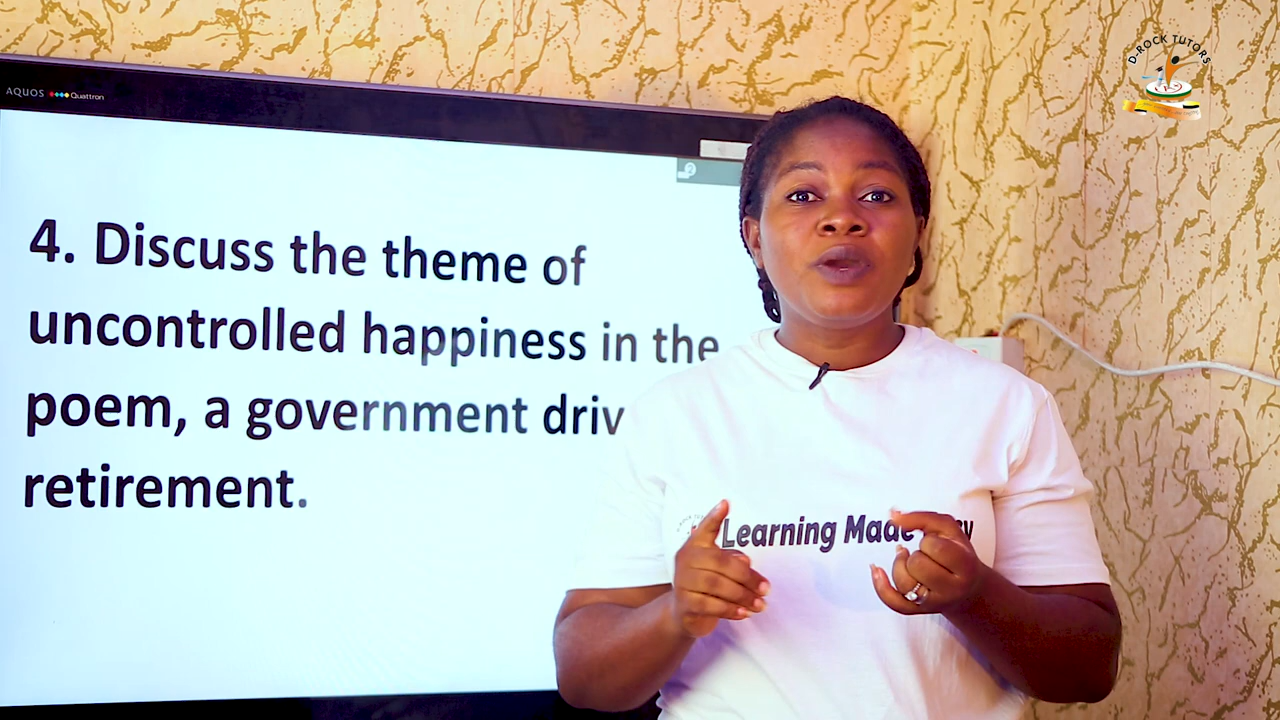 D-ROCK TUTORS
AQUOS Quattron
4. Discuss the theme of
uncontrolled happiness in the
poem, a government driv
retirement.
Learning Made